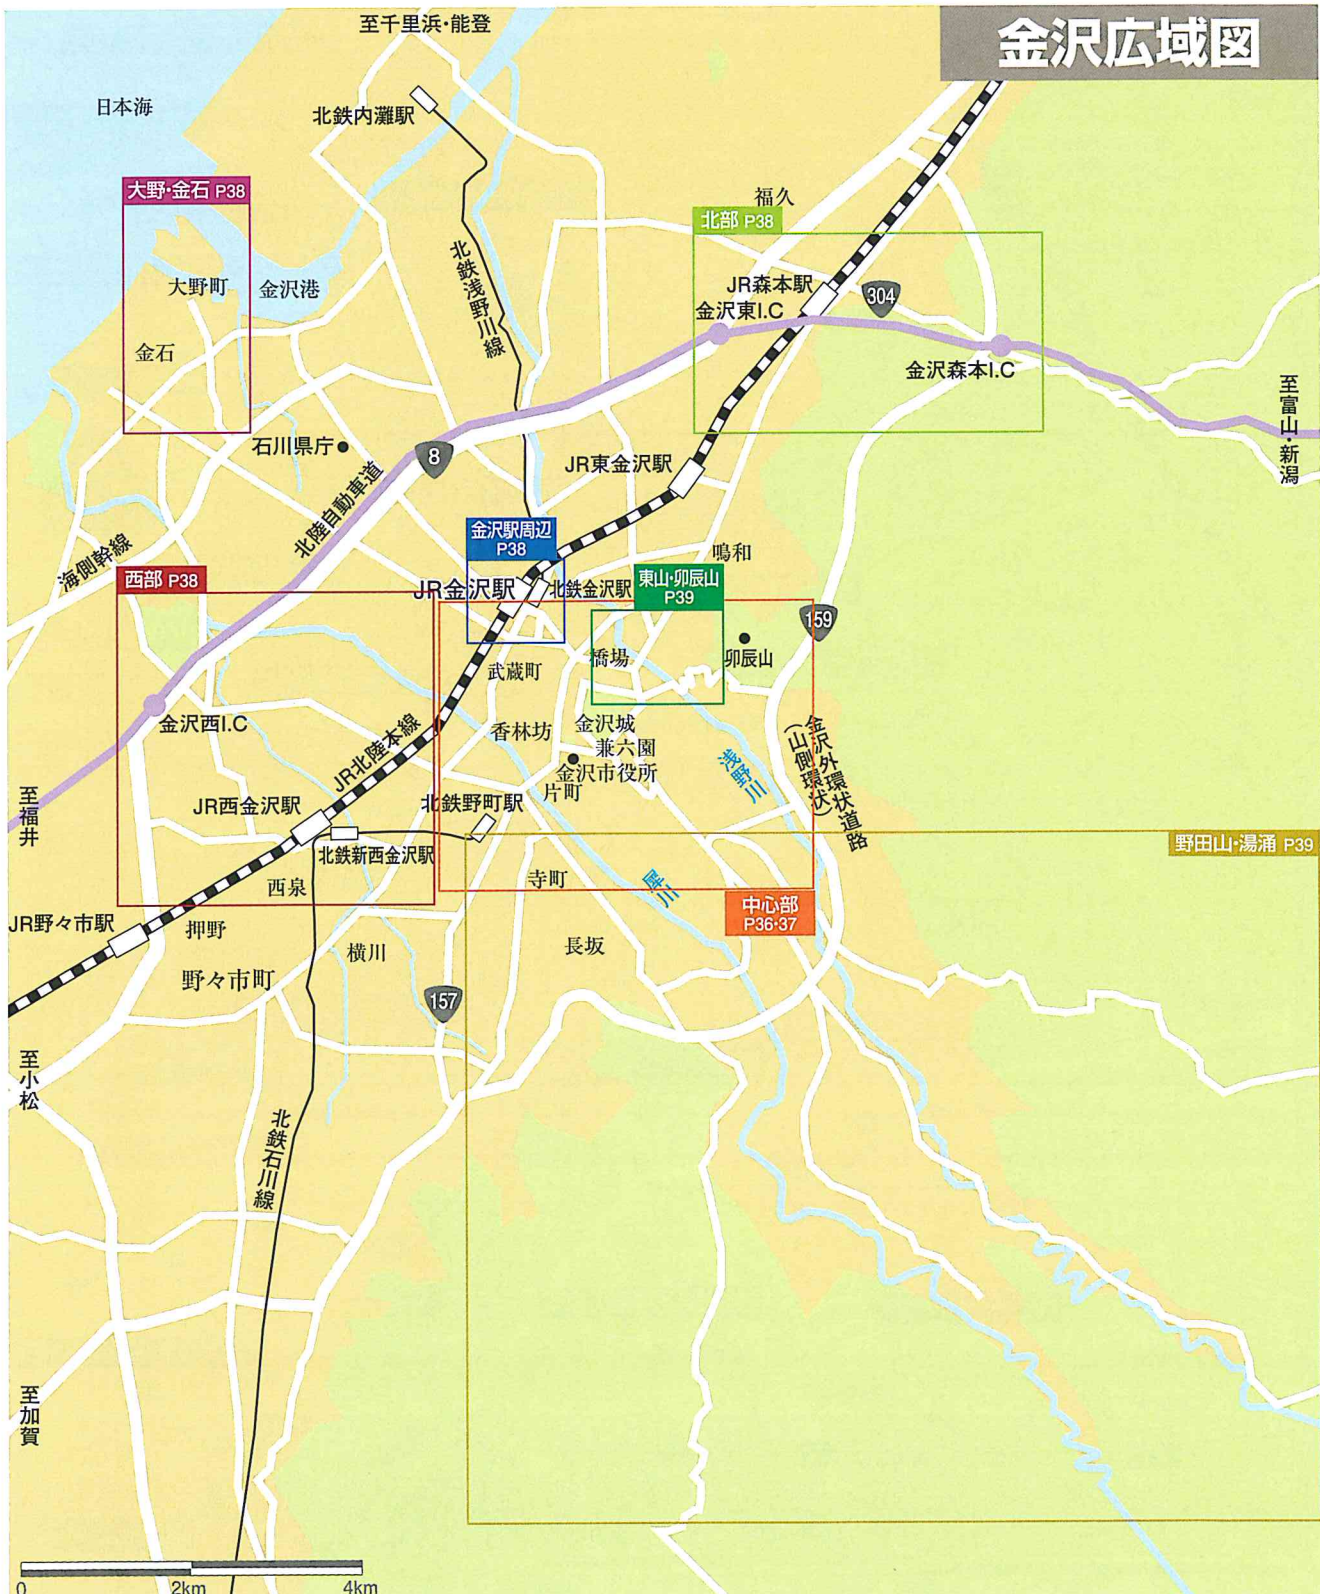 金沢広域図
至千里浜・能登
日本海
北鉄内灘駅
大野・金石 P38
福久
北部 P38
北鉄浅野川線
大野町
金沢港
JR森本駅
304
金沢東I.C
金石
金沢森本I.C
至富山・新潟
石川県庁
8
JR東金沢駅
北陸自動車道
金沢駅周辺
P38
海側幹線
鳴和
西部 P38
JR金沢駅
北鉄金沢駅
東山・卯辰山
P39
159
橋場
卯辰山
武蔵町
金沢西I.C
JR北陸本線
香林坊
金沢城
兼六園
金沢市役所
浅野川
金沢外環状道路
(山側環状)
片町
至福井
JR西金沢駅
北鉄野町駅
野田山・湯涌 P39
北鉄新西金沢駅
西泉
寺町
犀川
中心部
P36・37
JR野々市駅
押野
横川
長坂
野々市町
157
至小松
北鉄石川線
至加賀
0
2km
4km